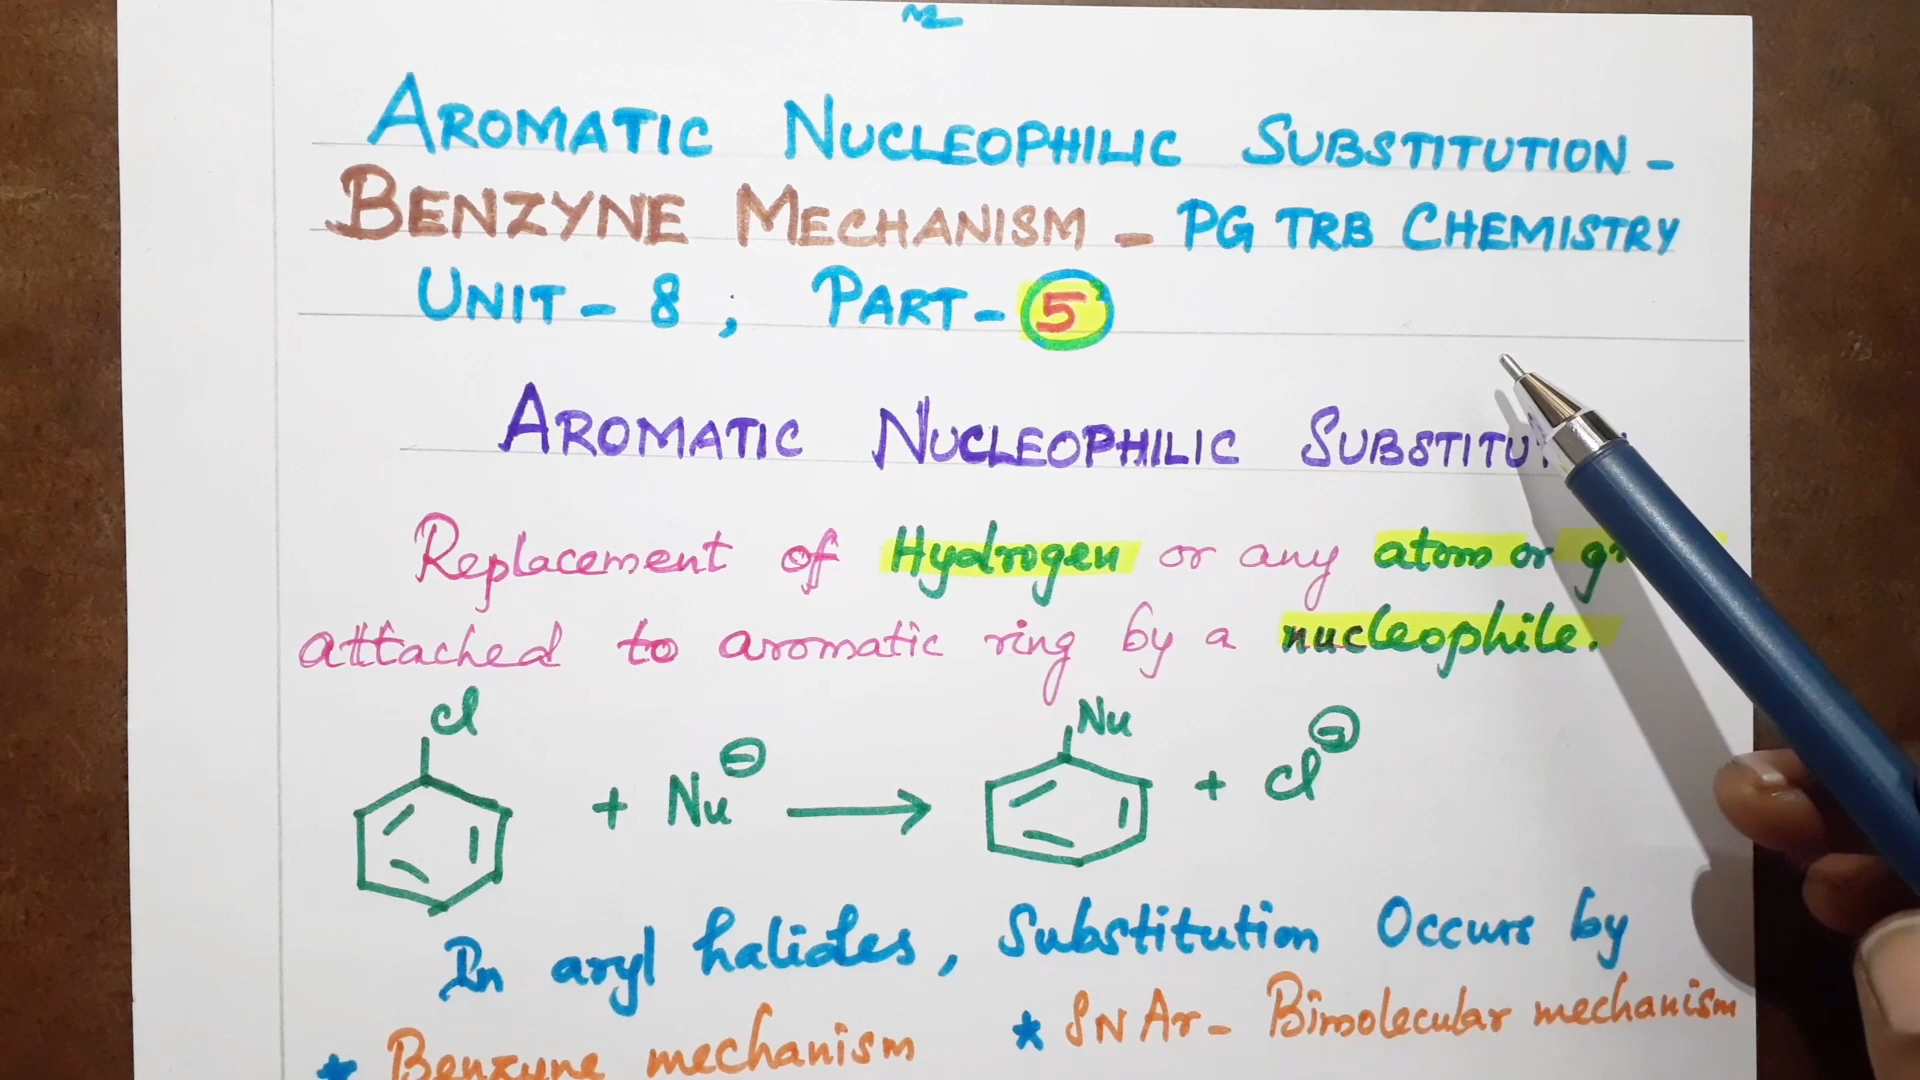 AROMATIC NUCLEOPHILIC SUBSTITUTION -
BENZYNE MECHANISM - PG TRB CHEMISTRY
UNIT - 8 ; PART - 5
AROMATIC NUCLEOPHILIC
Replacement of Hydrogen or any atom or
attached to aromatic ring by a nucleophile.
Cl + Nu⊖ ⟶ Nu + Cl⊖
In aryl halides, Substitution Occurs by
* Benzyne mechanism * SNAr - Bimolecular mechanism